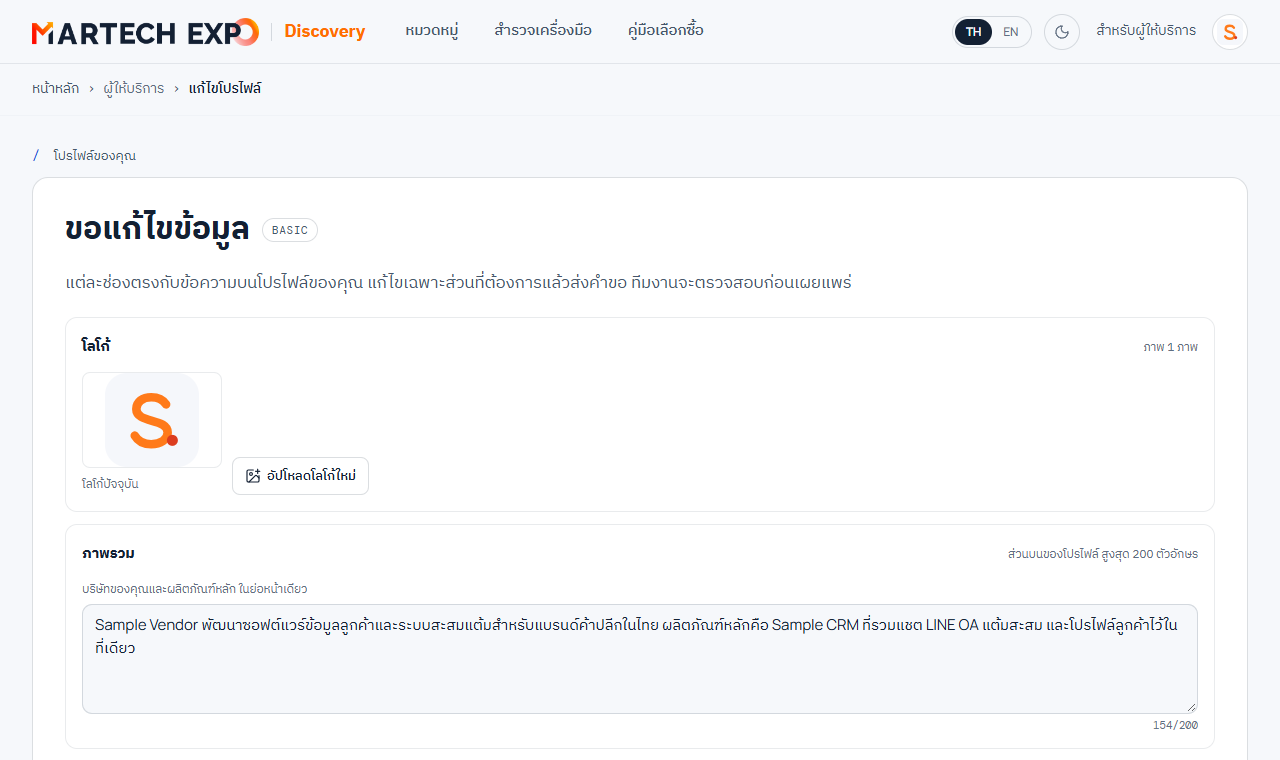 MARTECH EXPO
Discovery
หมวดหมู่
สำรวจเครื่องมือ
คู่มือเลือกซื้อ
TH EN
สำหรับผู้ให้บริการ
S.
หน้าหลัก › ผู้ให้บริการ › แก้ไขโปรไฟล์
/ โปรไฟล์ของคุณ
ขอแก้ไขข้อมูล BASIC
แต่ละช่องตรงกับข้อความบนโปรไฟล์ของคุณ แก้ไขเฉพาะส่วนที่ต้องการแล้วส่งคำขอ ทีมงานจะตรวจสอบก่อนเผยแพร่
โลโก้
ภาพ 1 ภาพ
S.
โลโก้ปัจจุบัน
อัปโหลดโลโก้ใหม่
ภาพรวม
ส่วนบนของโปรไฟล์ สูงสุด 200 ตัวอักษร
บริษัทของคุณและผลิตภัณฑ์หลัก ในย่อหน้าเดียว
Sample Vendor พัฒนาซอฟต์แวร์ข้อมูลลูกค้าและระบบสะสมแต้มสำหรับแบรนด์ค้าปลีกในไทย ผลิตภัณฑ์หลักคือ Sample CRM ที่รวมแชต LINE OA แต้มสะสม และโปรไฟล์ลูกค้าไว้ใน
ที่เดียว
154/200